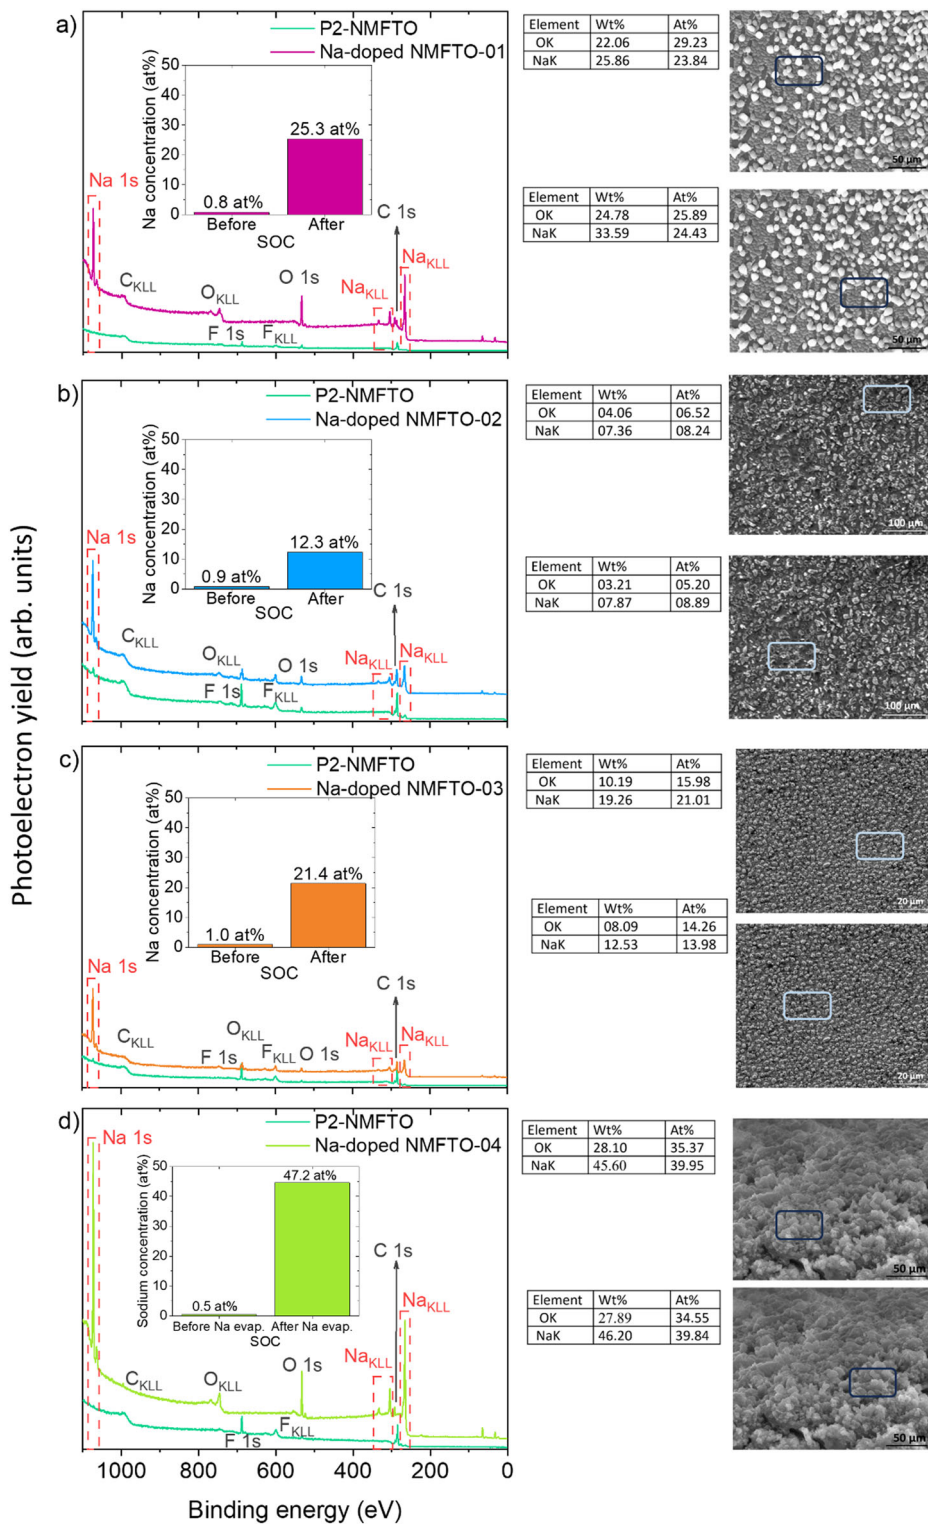 Photoelectron yield (arb. units)
a)
P2-NMFTO
Na-doped NMFTO-01
Na concentration (at%)
50
40
30
20
10
0
0.8 at%
25.3 at%
Before
After
SOC
Na 1s
C 1s
CKLL
OKLL
O 1s
NaKLL
NaKLL
F 1s
FKLL
Element Wt% At%
OK 22.06 29.23
NaK 25.86 23.84
50 µm
Element Wt% At%
OK 24.78 25.89
NaK 33.59 24.43
50 µm
b)
P2-NMFTO
Na-doped NMFTO-02
Na concentration (at%)
50
40
30
20
10
0
0.9 at%
12.3 at%
Before
After
SOC
Na 1s
C 1s
CKLL
OKLL
O 1s
NaKLL
NaKLL
F 1s
FKLL
Element Wt% At%
OK 04.06 06.52
NaK 07.36 08.24
100 µm
Element Wt% At%
OK 03.21 05.20
NaK 07.87 08.89
100 µm
c)
P2-NMFTO
Na-doped NMFTO-03
Na concentration (at%)
50
40
30
20
10
0
1.0 at%
21.4 at%
Before
After
SOC
Na 1s
C 1s
CKLL
OKLL
F 1s
FKLL
O 1s
NaKLL
NaKLL
Element Wt% At%
OK 10.19 15.98
NaK 19.26 21.01
20 µm
Element Wt% At%
OK 08.09 14.26
NaK 12.53 13.98
20 µm
d)
P2-NMFTO
Na-doped NMFTO-04
Sodium concentration (at%)
50
40
30
20
10
0
0.5 at%
47.2 at%
Before Na evap.
After Na evap.
SOC
Na 1s
C 1s
CKLL
OKLL
O 1s
NaKLL
NaKLL
F 1s
FKLL
Element Wt% At%
OK 28.10 35.37
NaK 45.60 39.95
50 µm
Element Wt% At%
OK 27.89 34.55
NaK 46.20 39.84
50 µm
1000 800 600 400 200 0
Binding energy (eV)